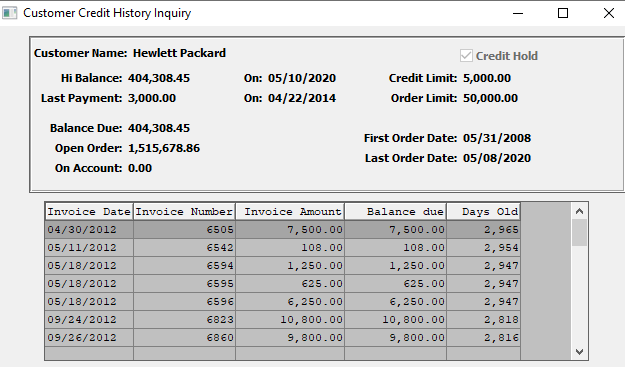 Customer Credit History Inquiry
Customer Name: Hewlett Packard
Credit Hold
Hi Balance: 404,308.45 On: 05/10/2020 Credit Limit: 5,000.00
Last Payment: 3,000.00 On: 04/22/2014 Order Limit: 50,000.00
Balance Due: 404,308.45
First Order Date: 05/31/2008
Open Order: 1,515,678.86
Last Order Date: 05/08/2020
On Account: 0.00
Invoice Date Invoice Number Invoice Amount Balance due Days Old
04/30/2012 6505 7,500.00 7,500.00 2,965
05/11/2012 6542 108.00 108.00 2,954
05/18/2012 6594 1,250.00 1,250.00 2,947
05/18/2012 6595 625.00 625.00 2,947
05/18/2012 6596 6,250.00 6,250.00 2,947
09/24/2012 6823 10,800.00 10,800.00 2,818
09/26/2012 6860 9,800.00 9,800.00 2,816